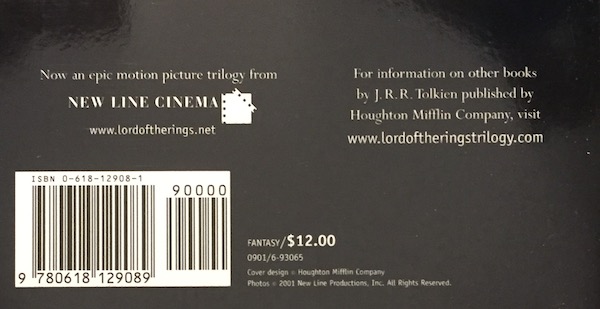 Now an epic motion picture trilogy from
NEW LINE CINEMA
www.lordoftherings.net
For information on other books
by J.R.R. Tolkien published by
Houghton Mifflin Company, visit
www.lordoftheringstrilogy.com
ISBN 0-618-12908-1
90000
9 780618 129089
FANTASY/$12.00
0901/6-93065
Cover design © Houghton Mifflin Company
Photos © 2001 New Line Productions, Inc. All Rights Reserved.